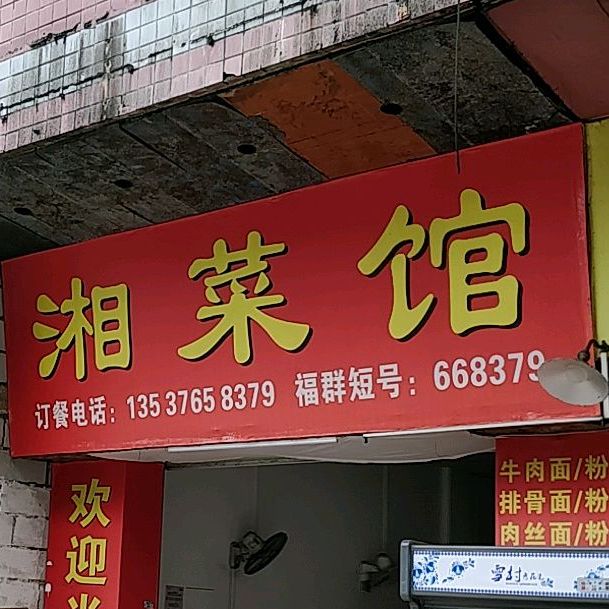 湘菜馆
订餐电话：135 3765 8379 福群短号：668379
欢迎
牛肉面/粉
排骨面/粉
肉丝面/粉
雪村